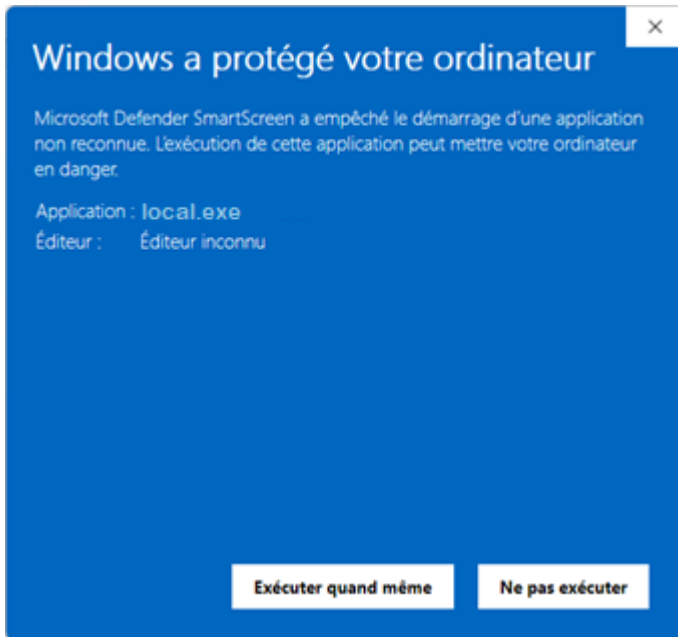 Windows a protégé votre ordinateur
Microsoft Defender SmartScreen a empêché le démarrage d'une application
non reconnue. L'exécution de cette application peut mettre votre ordinateur
en danger.
Application : local.exe
Éditeur : Éditeur inconnu
Exécuter quand même Ne pas exécuter